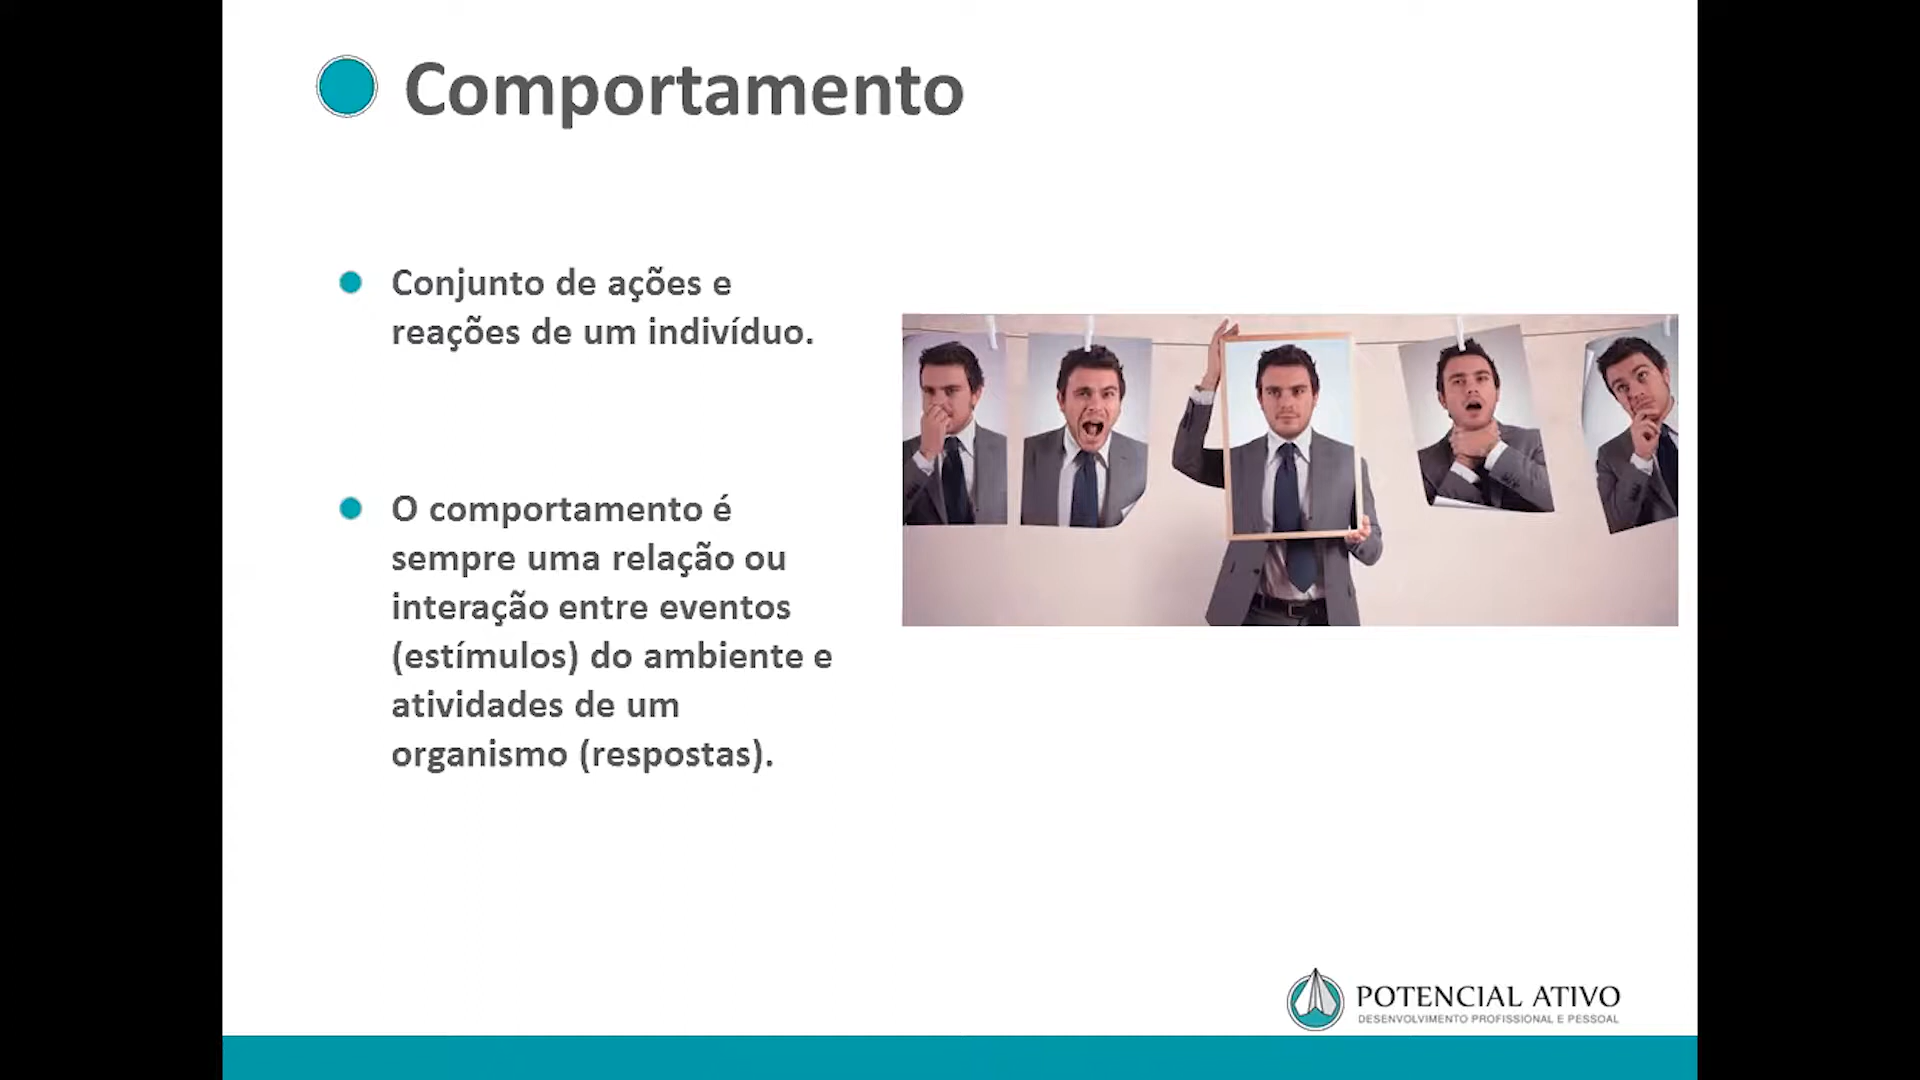 Comportamento
Conjunto de ações e
reações de um indivíduo.
O comportamento é
sempre uma relação ou
interação entre eventos
(estímulos) do ambiente e
atividades de um
organismo (respostas).
POTENCIAL ATIVO
DESENVOLVIMENTO PROFISSIONAL E PESSOAL